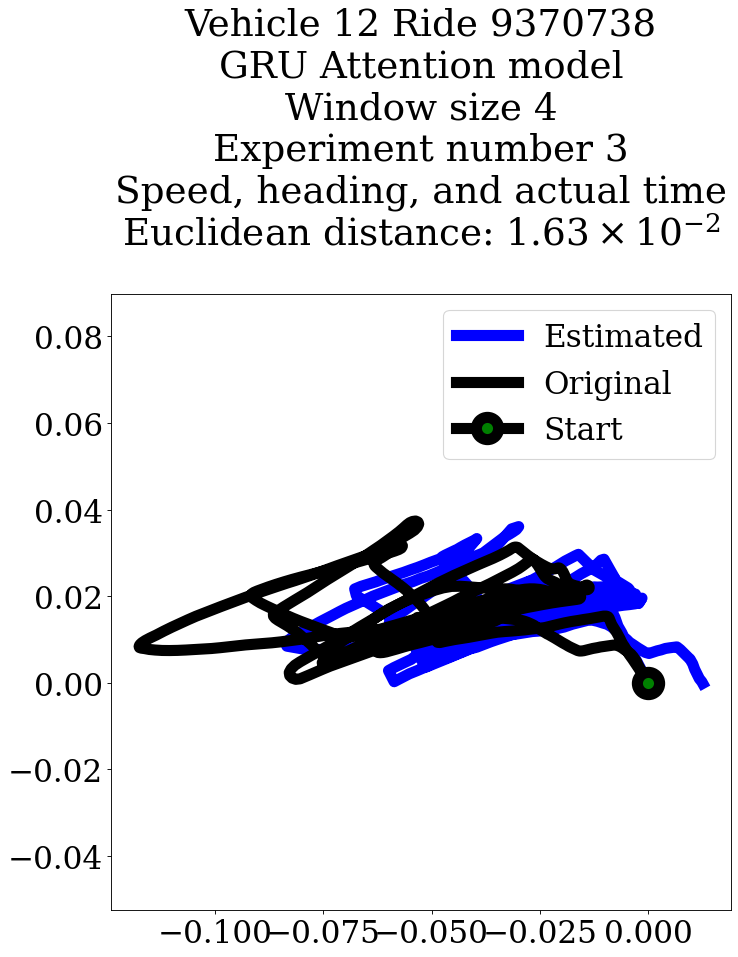 Vehicle 12 Ride 9370738
GRU Attention model
Window size 4
Experiment number 3
Speed, heading, and actual time
Euclidean distance: 1.63 × 10⁻²
Estimated
Original
Start
0.08
0.06
0.04
0.02
0.00
−0.02
−0.04
−0.100 −0.075 −0.050 −0.025 0.000